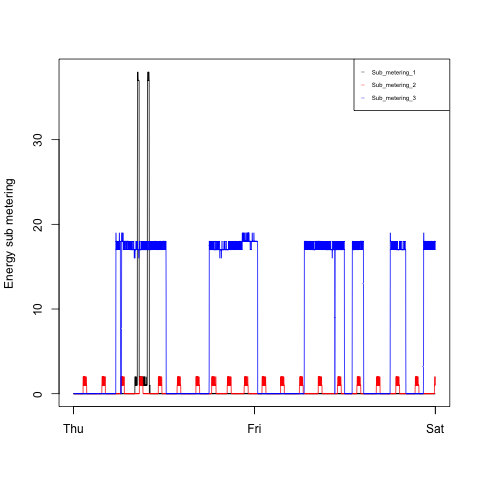 Energy sub metering
30
20
10
0
Thu
Fri
Sat
Sub_metering_1
Sub_metering_2
Sub_metering_3